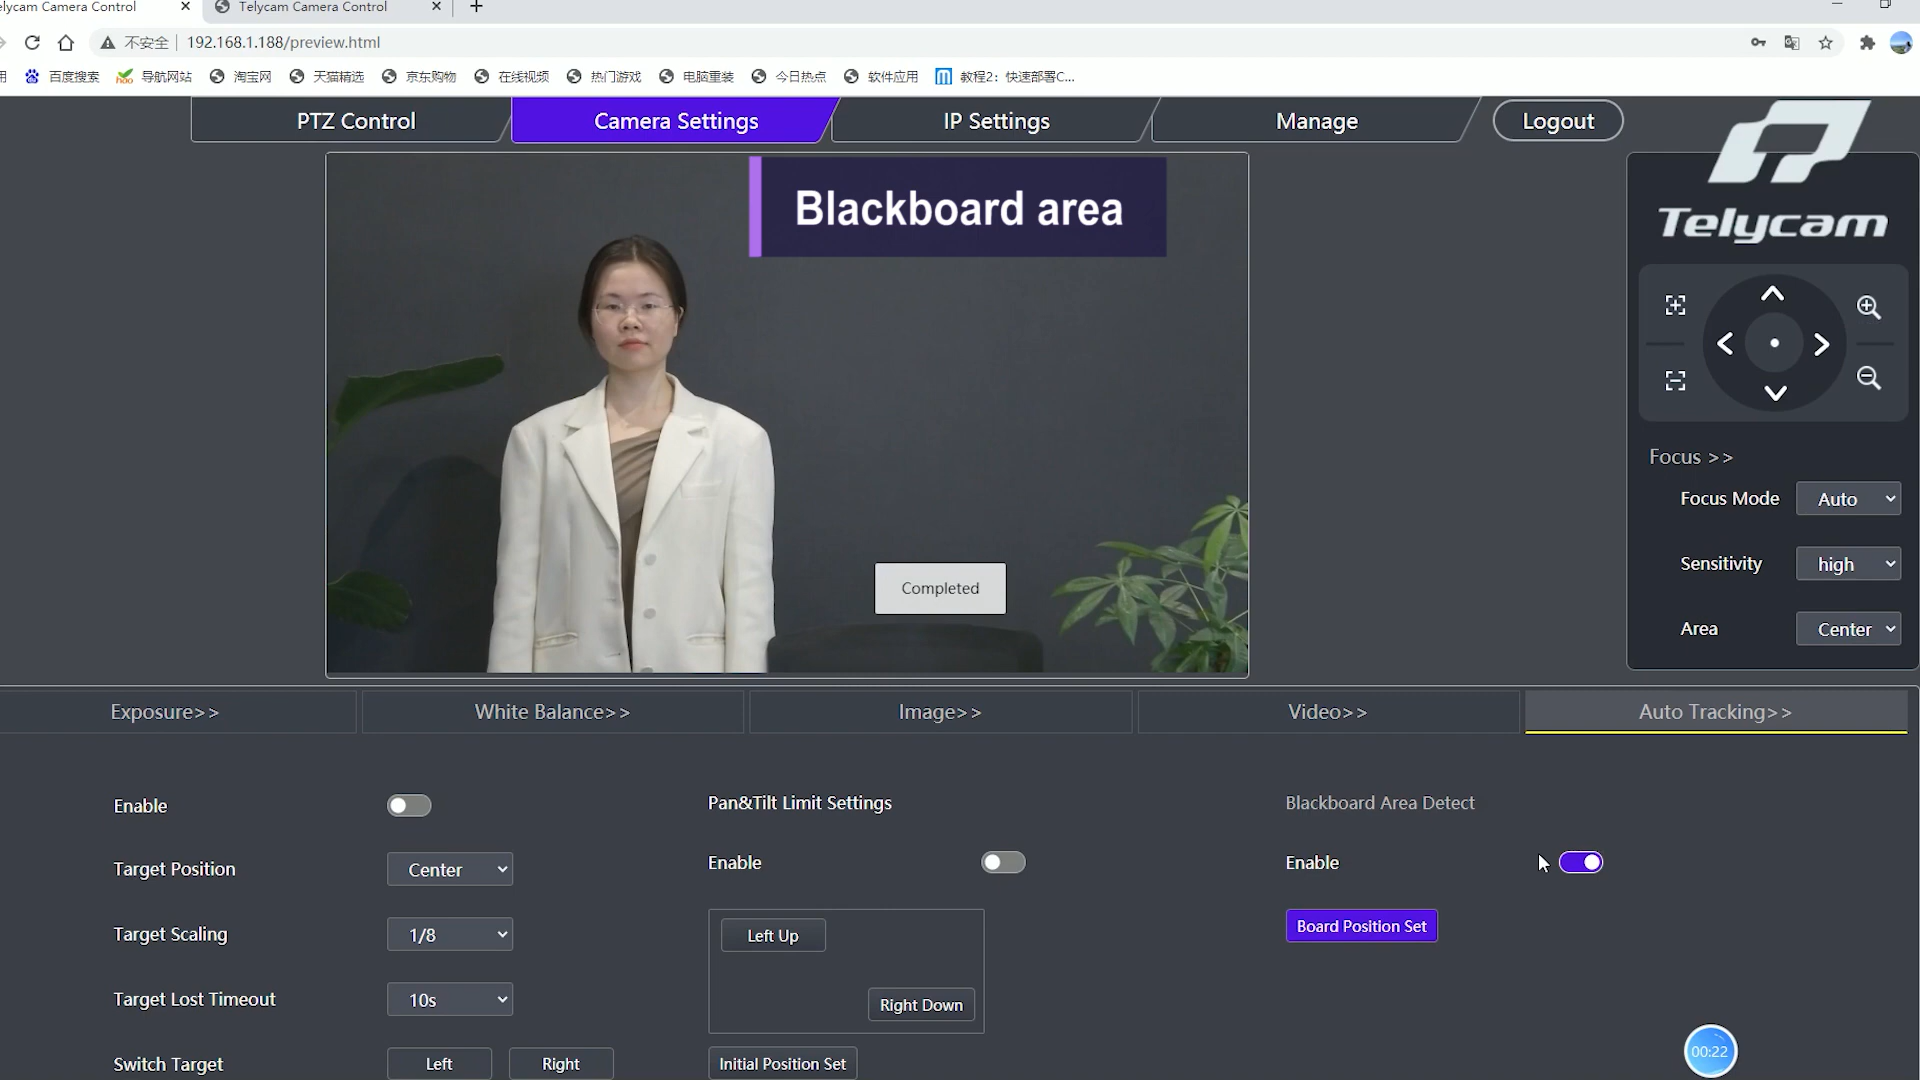 elycam Camera Control
Telycam Camera Control
不安全
192.168.1.188/preview.html
用
百度搜索
导航网站
淘宝网
天猫精选
京东购物
在线视频
热门游戏
电脑重装
今日热点
软件应用
教程2：快速部署C...
PTZ Control
Camera Settings
IP Settings
Manage
Logout
Blackboard area
Telycam
Completed
Focus >>
Focus Mode
Auto
Sensitivity
high
Area
Center
Exposure>>
White Balance>>
Image>>
Video>>
Auto Tracking>>
Enable
Target Position
Center
Target Scaling
1/8
Target Lost Timeout
10s
Switch Target
Left
Right
Pan&Tilt Limit Settings
Enable
Left Up
Right Down
Initial Position Set
Blackboard Area Detect
Enable
Board Position Set
00:22